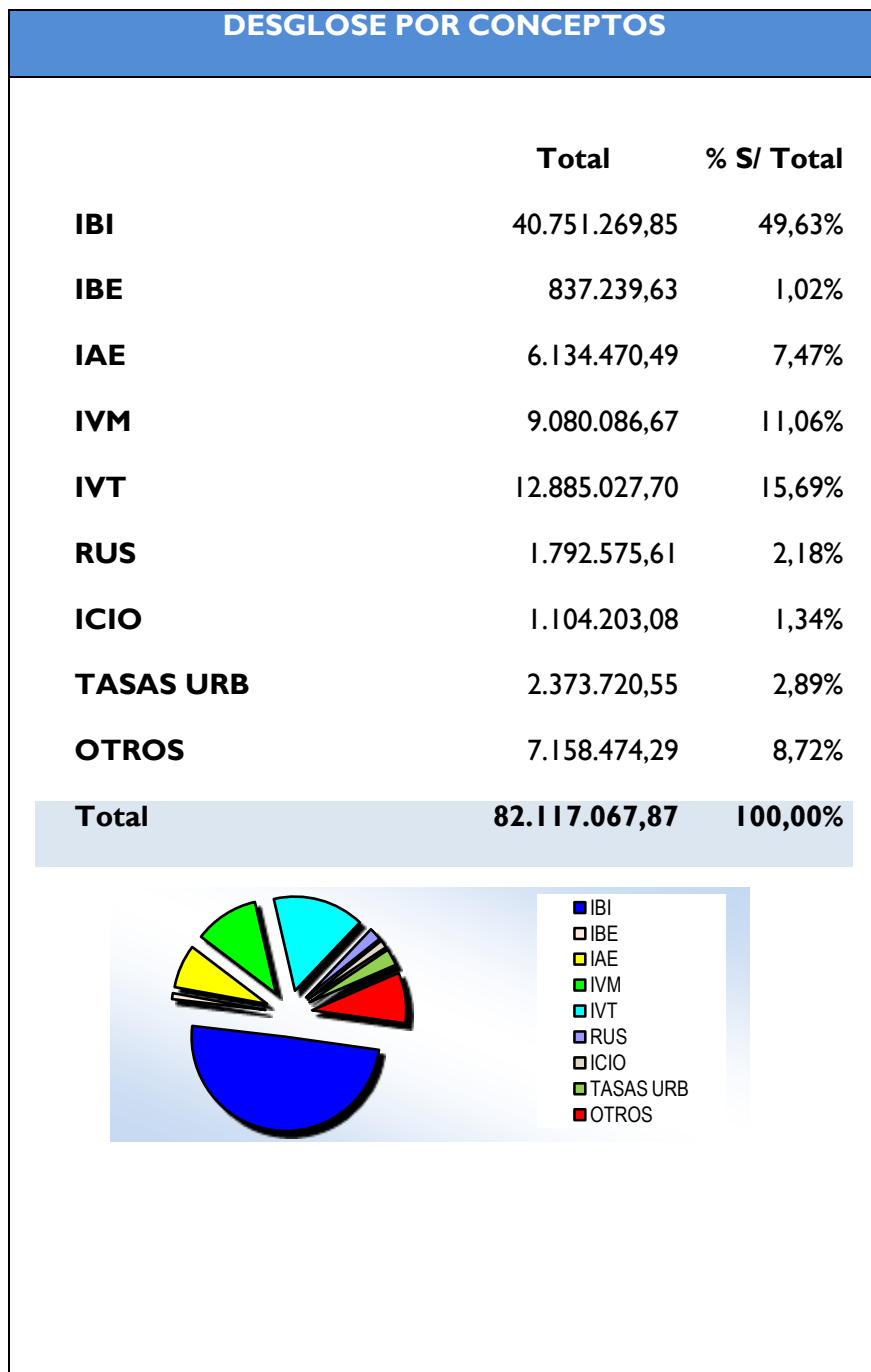 DESGLOSE POR CONCEPTOS
Total % S/ Total
IBI 40.751.269,85 49,63%
IBE 837.239,63 1,02%
IAE 6.134.470,49 7,47%
IVM 9.080.086,67 11,06%
IVT 12.885.027,70 15,69%
RUS 1.792.575,61 2,18%
ICIO 1.104.203,08 1,34%
TASAS URB 2.373.720,55 2,89%
OTROS 7.158.474,29 8,72%
Total 82.117.067,87 100,00%
IBI
IBE
IAE
IVM
IVT
RUS
ICIO
TASAS URB
OTROS